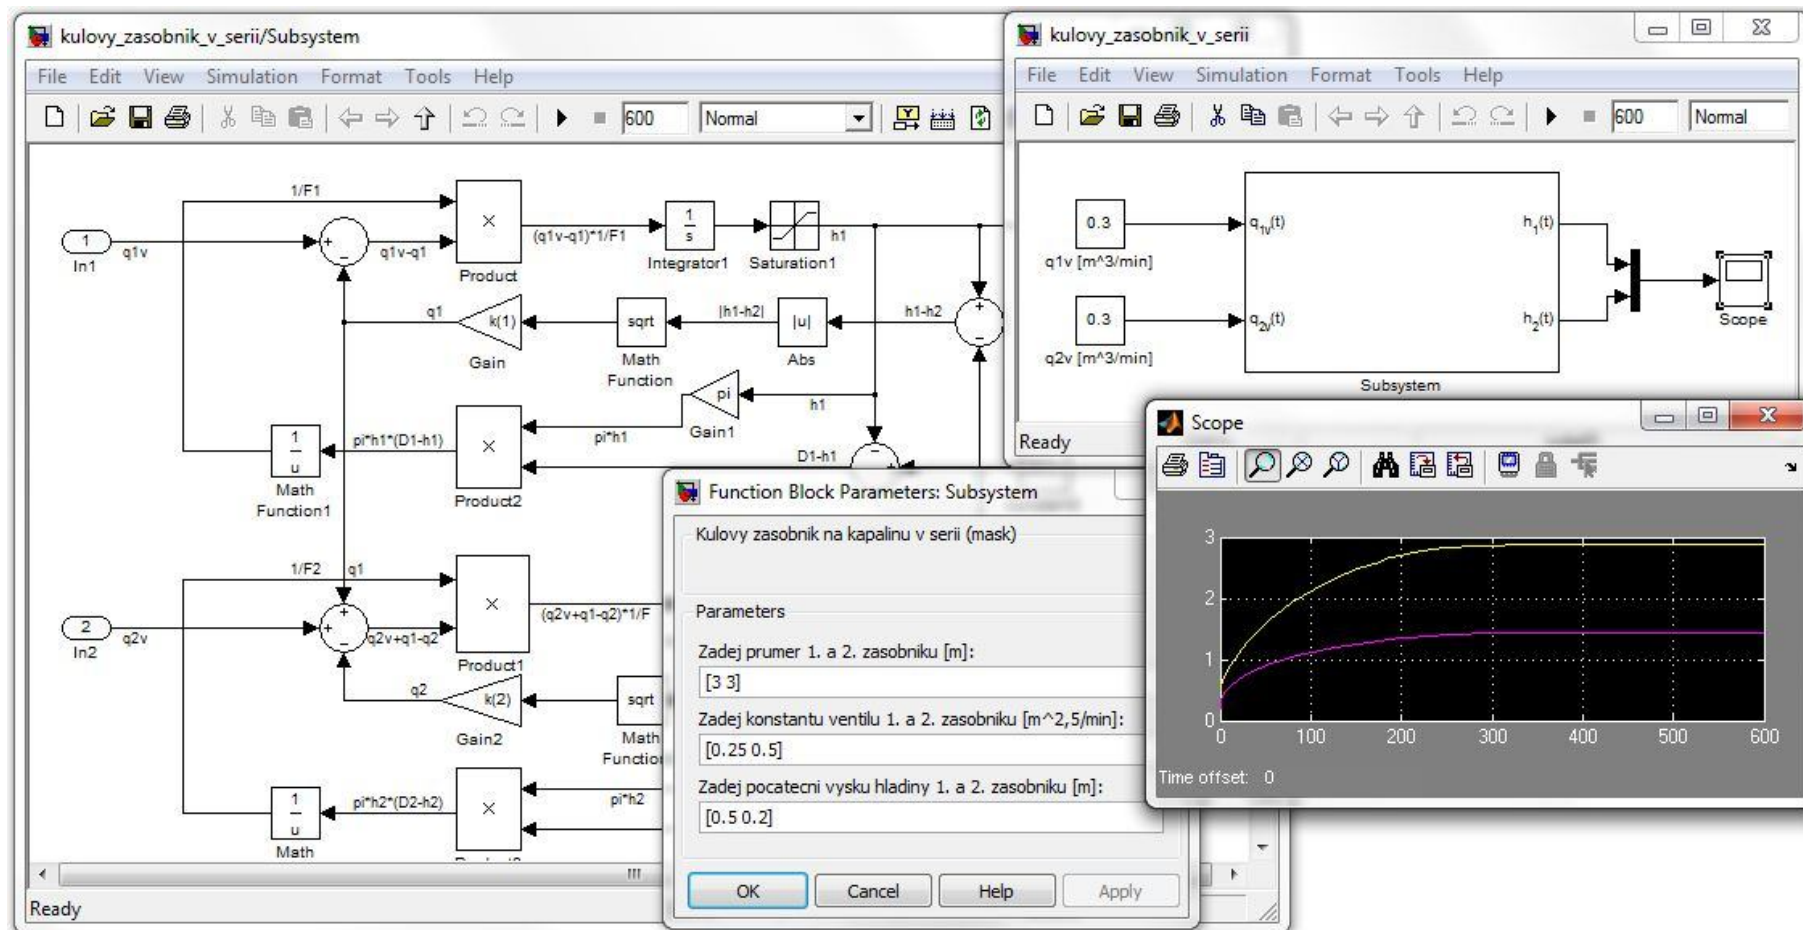 kulovy_zasobnik_v_serii/Subsystem
File Edit View Simulation Format Tools Help
600 Normal
1/F1
×
1
In1
q1v
+
-
q1v-q1
Product
(q1v-q1)*1/F1
1
s
Integrator1
Saturation1
h1
q1
k(1)
Gain
sqrt
Math
Function
|h1-h2|
|u|
Abs
h1-h2
+
-
pi
Gain1
h1
pi*h1
1
u
Math
Function1
pi*h1*(D1-h1)
×
Product2
D1-h1
-
1/F2
q1
×
2
In2
q2v
+
+
-
q2v+q1-q2
Product1
(q2v+q1-q2)*1/F
q2
k(2)
Gain2
sqrt
Math
Function
1
u
Math
pi*h2*(D2-h2)
×
pi*h2
Ready
kulovy_zasobnik_v_serii
File Edit View Simulation Format Tools Help
600 Normal
0.3
q1v [m^3/min]
0.3
q2v [m^3/min]
q1v(t)
q2v(t)
h1(t)
h2(t)
Subsystem
Scope
Ready
Function Block Parameters: Subsystem
Kulovy zasobnik na kapalinu v serii (mask)
Parameters
Zadej prumer 1. a 2. zasobniku [m]:
[3 3]
Zadej konstantu ventilu 1. a 2. zasobniku [m^2,5/min]:
[0.25 0.5]
Zadej pocatecni vysku hladiny 1. a 2. zasobniku [m]:
[0.5 0.2]
OK Cancel Help Apply
Scope
3
2
1
0
0 100 200 300 400 500 600
Time offset: 0